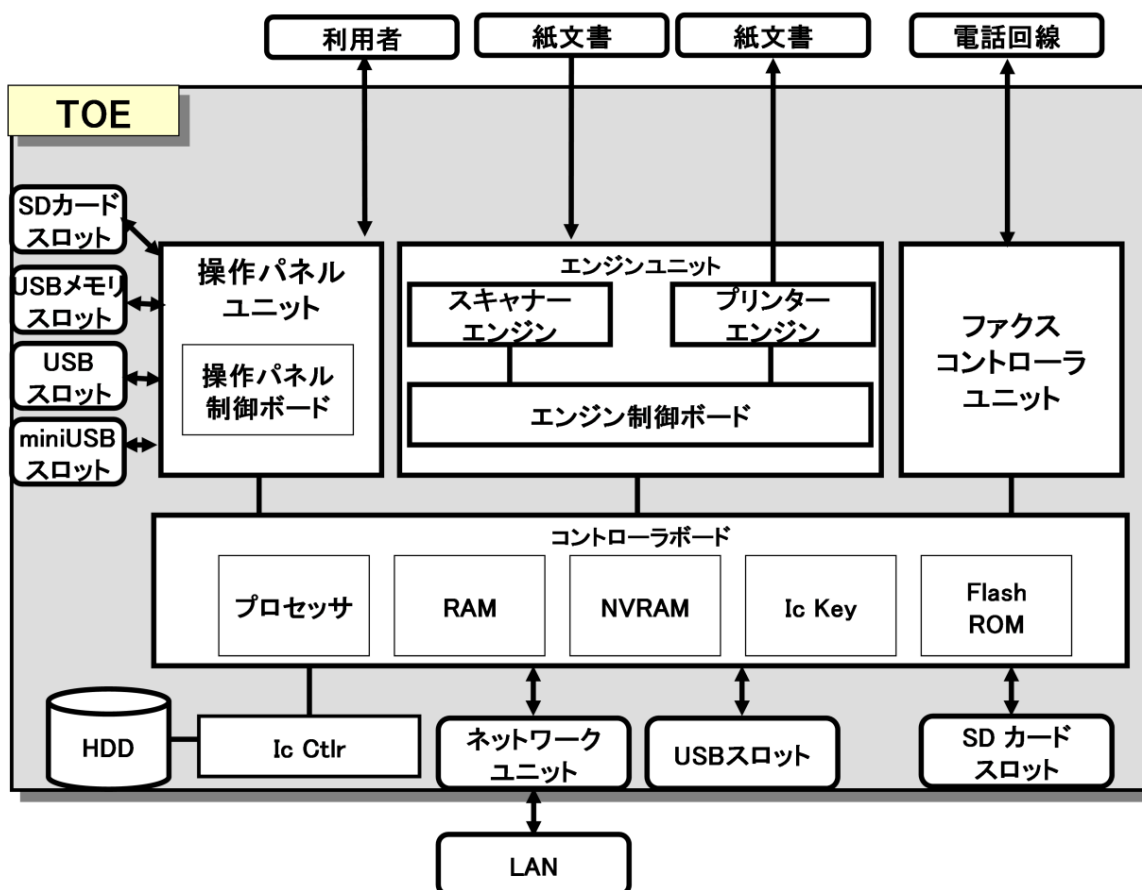 利用者
紙文書
紙文書
電話回線
TOE
SDカード
スロット
USBメモリ
スロット
USB
スロット
miniUSB
スロット
操作パネル
ユニット
操作パネル
制御ボード
エンジンユニット
スキャナー
エンジン
プリンター
エンジン
エンジン制御ボード
ファクス
コントローラ
ユニット
コントローラボード
プロセッサ
RAM
NVRAM
Ic Key
Flash
ROM
HDD
Ic Ctlr
ネットワーク
ユニット
USBスロット
SD カード
スロット
LAN